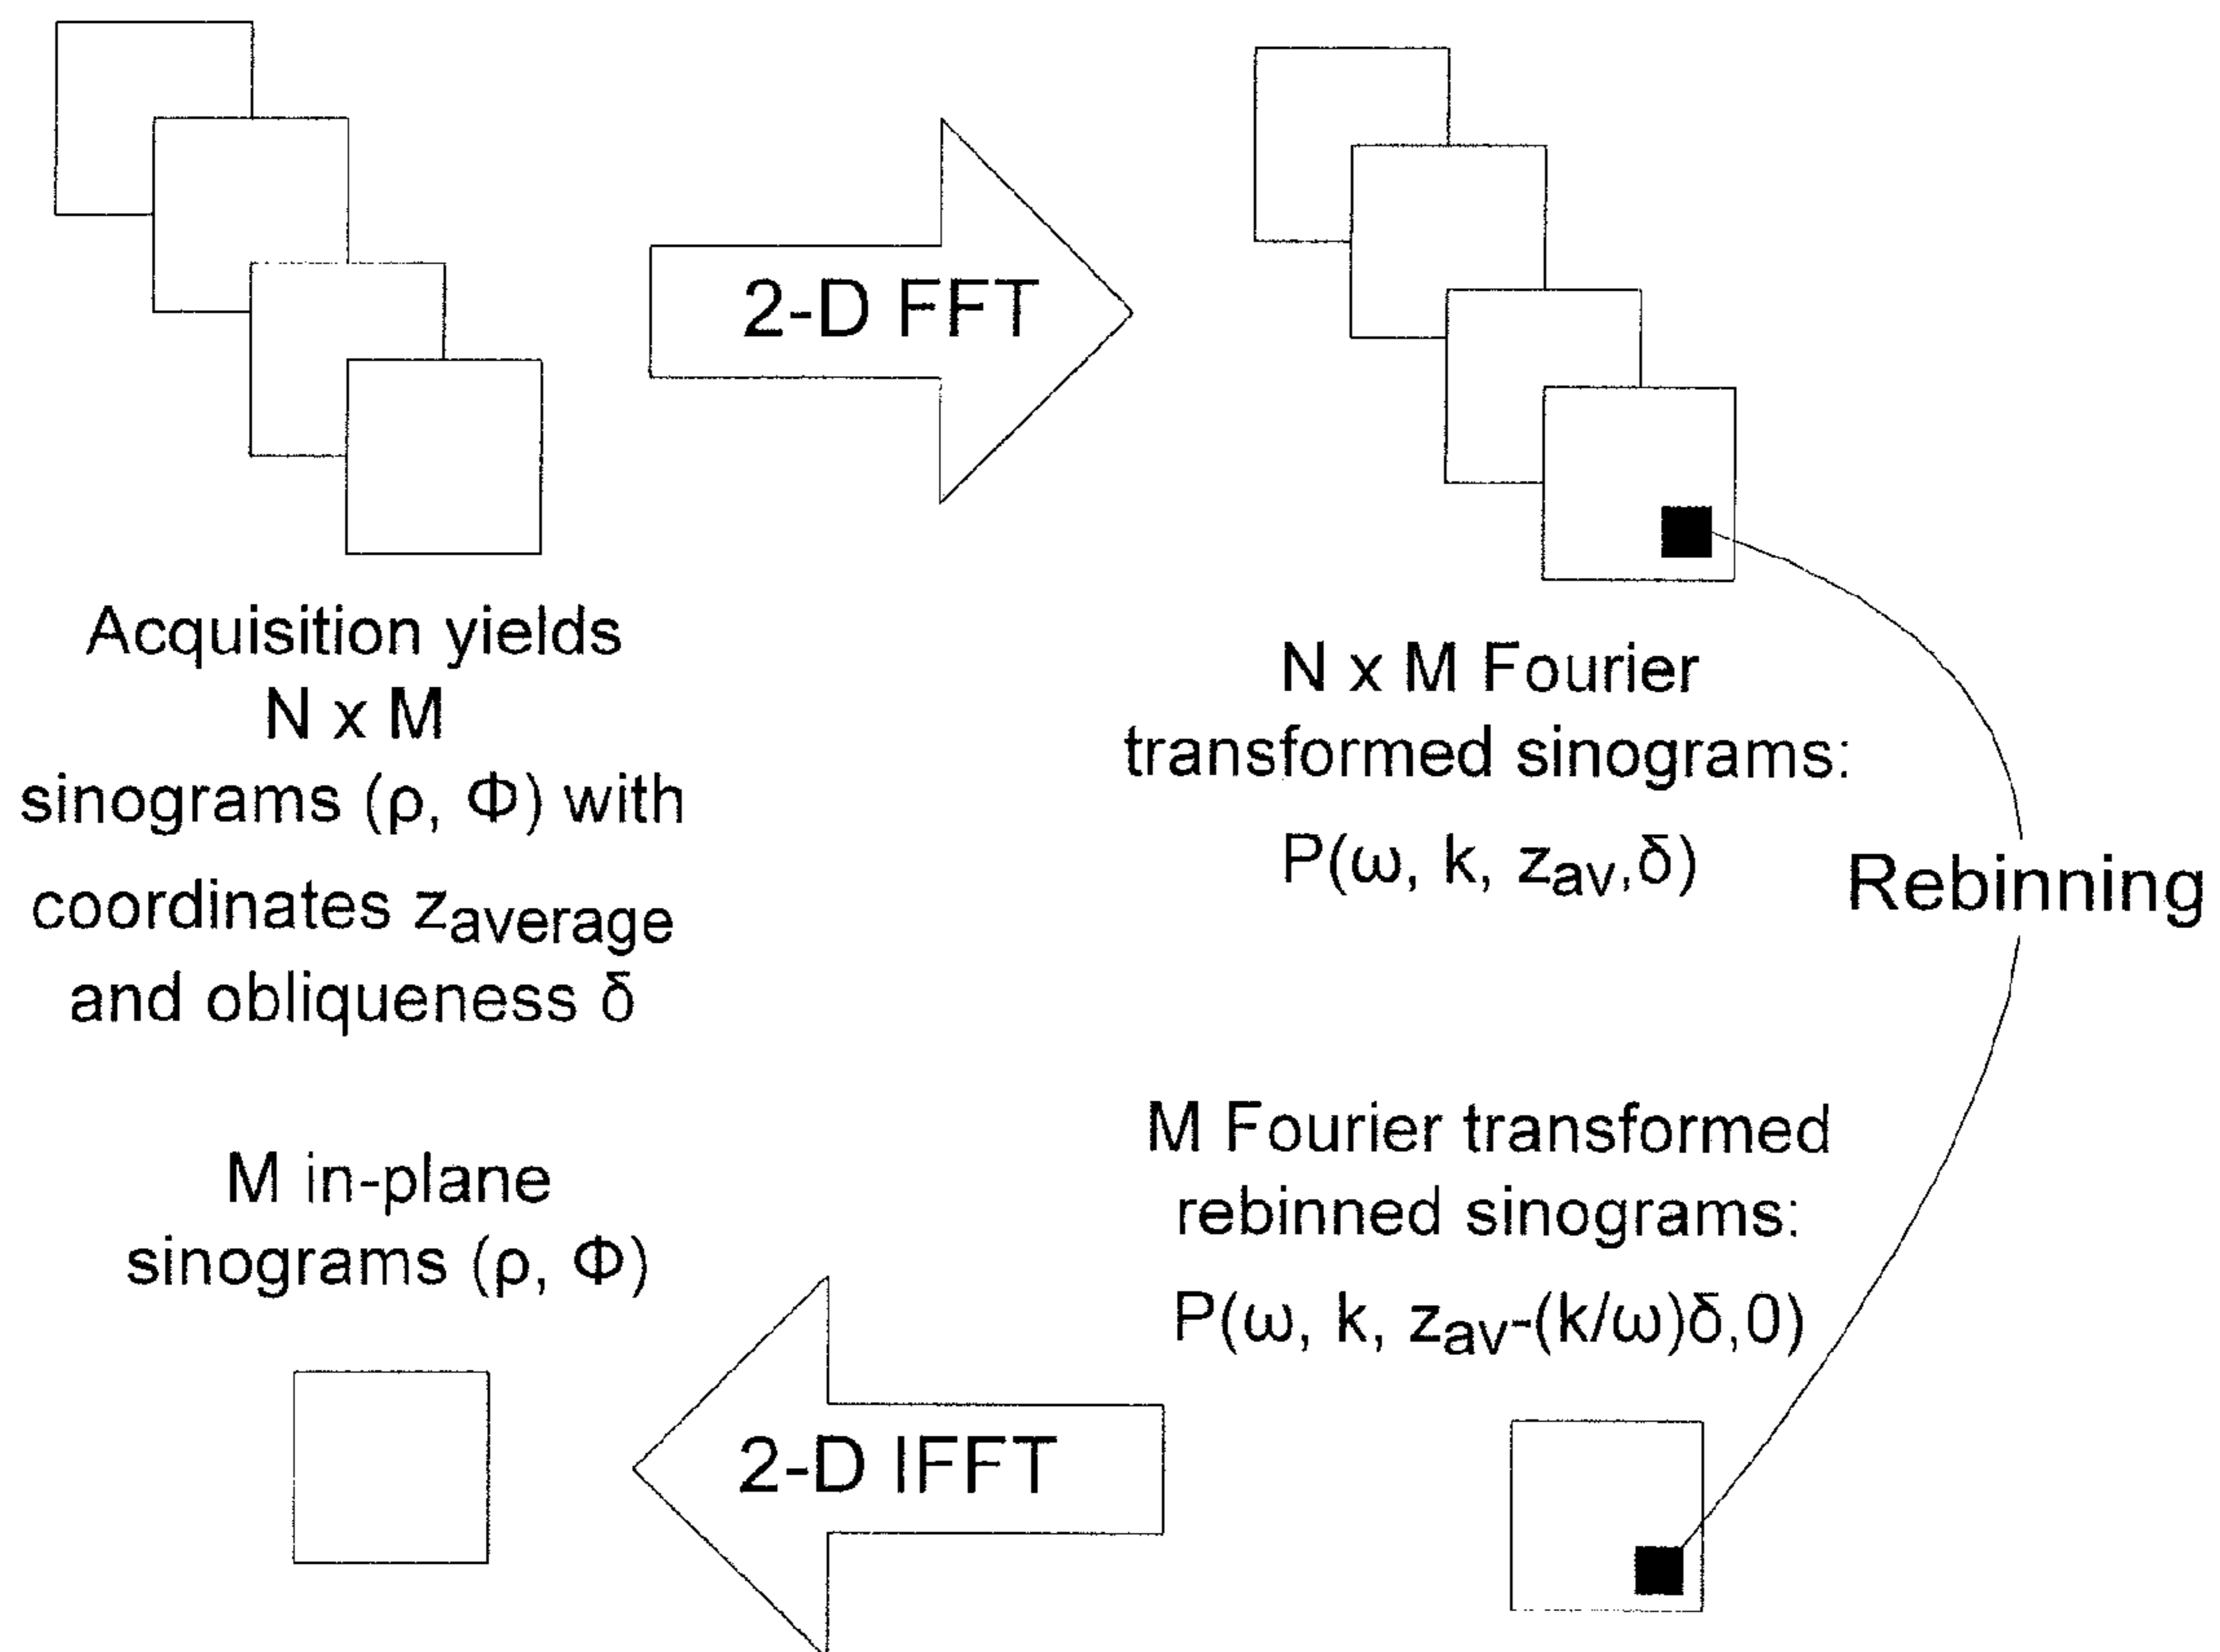 2-D FFT
Acquisition yields
N x M
sinograms (ρ, Φ) with
coordinates zaverage
and obliqueness δ
N x M Fourier
transformed sinograms:
P(ω, k, zav,δ)
Rebinning
M Fourier transformed
rebinned sinograms:
P(ω, k, zav-(k/ω)δ,0)
2-D IFFT
M in-plane
sinograms (ρ, Φ)